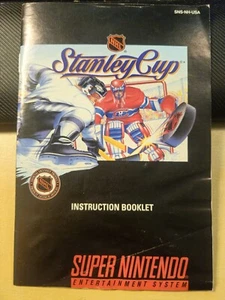 SNS-NH-USA
NHL
Stanley Cup
INSTRUCTION BOOKLET
SUPER NINTENDO
ENTERTAINMENT SYSTEM